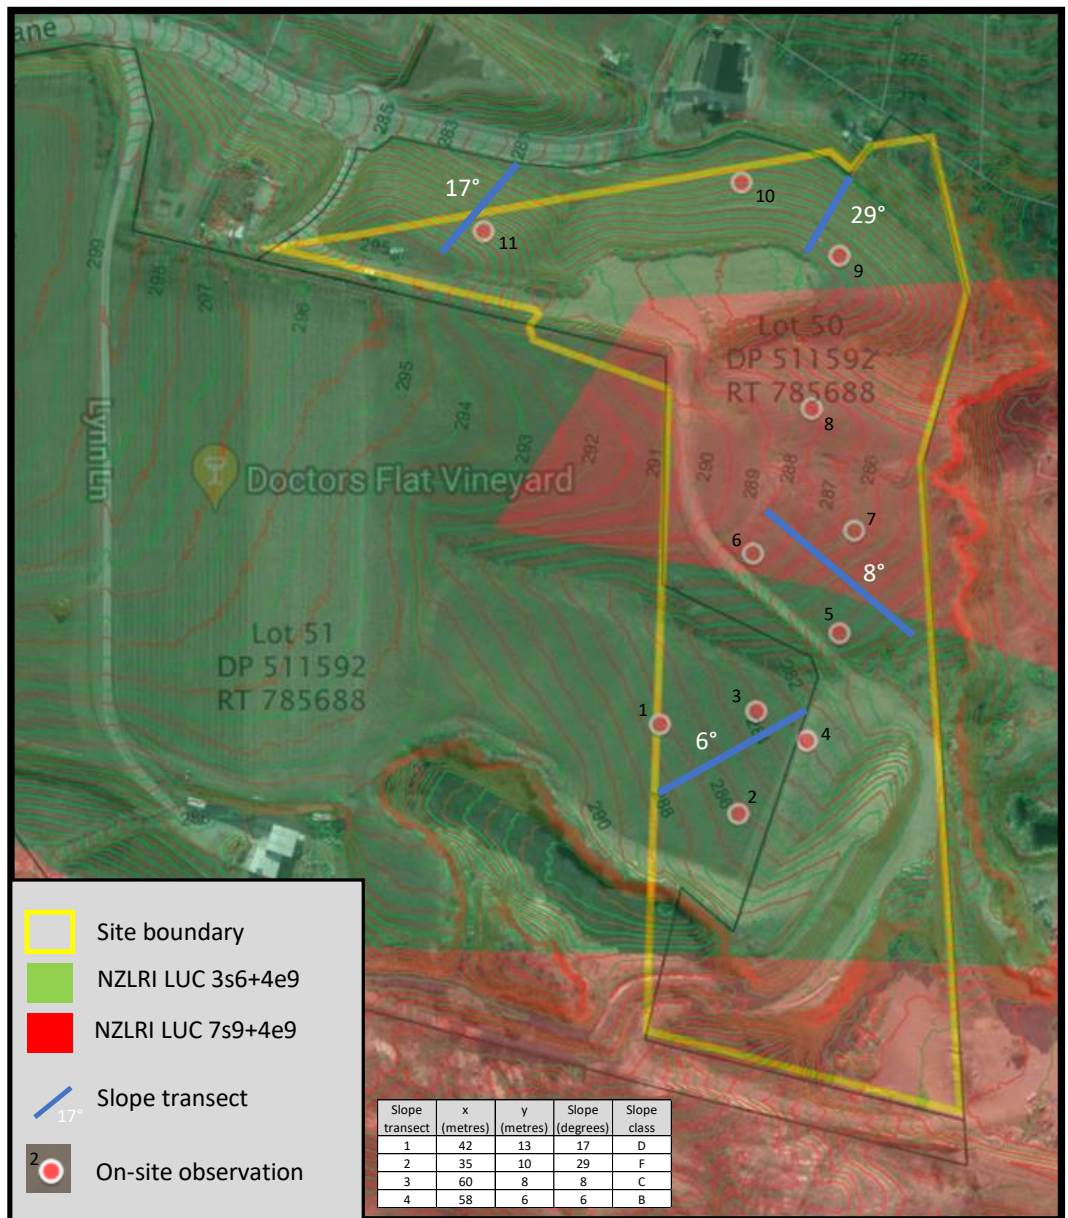 ane
275
285
283
281
17°
10
29°
11
9
295
299
298
297
296
Lot 50
DP 511592
RT 785688
295
294
8
293
292
291
290
289
288
287
286
Lynn Ln
Doctors Flat Vineyard
7
6
8°
5
Lot 51
DP 511592
RT 785688
282
3
1
4
6°
286
2
288
290
286
Site boundary
NZLRI LUC 3s6+4e9
NZLRI LUC 7s9+4e9
17°
Slope transect
2
On-site observation
Slope transect x (metres) y (metres) Slope (degrees) Slope class
1 42 13 17 D
2 35 10 29 F
3 60 8 8 C
4 58 6 6 B